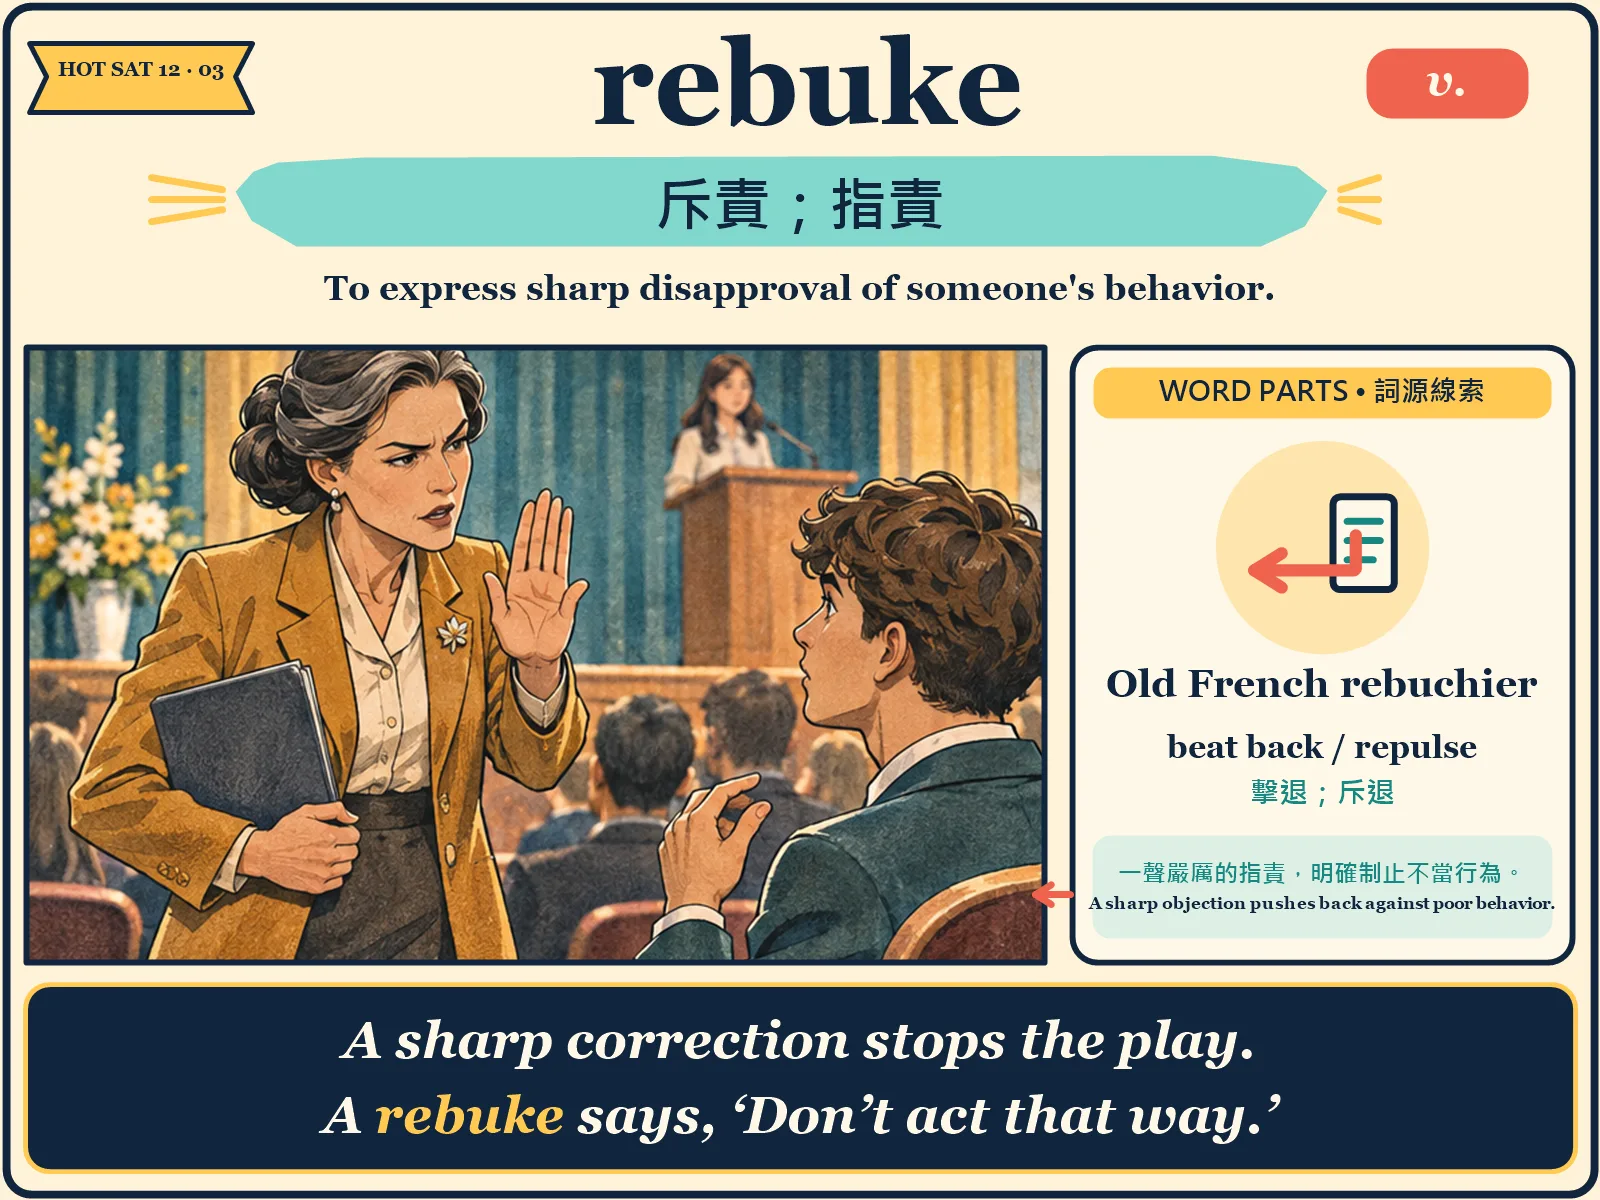 HOT SAT 12 · 03
rebuke
v.
斥責；指責
To express sharp disapproval of someone's behavior.
WORD PARTS • 詞源線索
Old French rebuchier
beat back / repulse
擊退；斥退
一聲嚴厲的指責，明確制止不當行為。
A sharp objection pushes back against poor behavior.
A sharp correction stops the play.
A rebuke says, ‘Don’t act that way.’